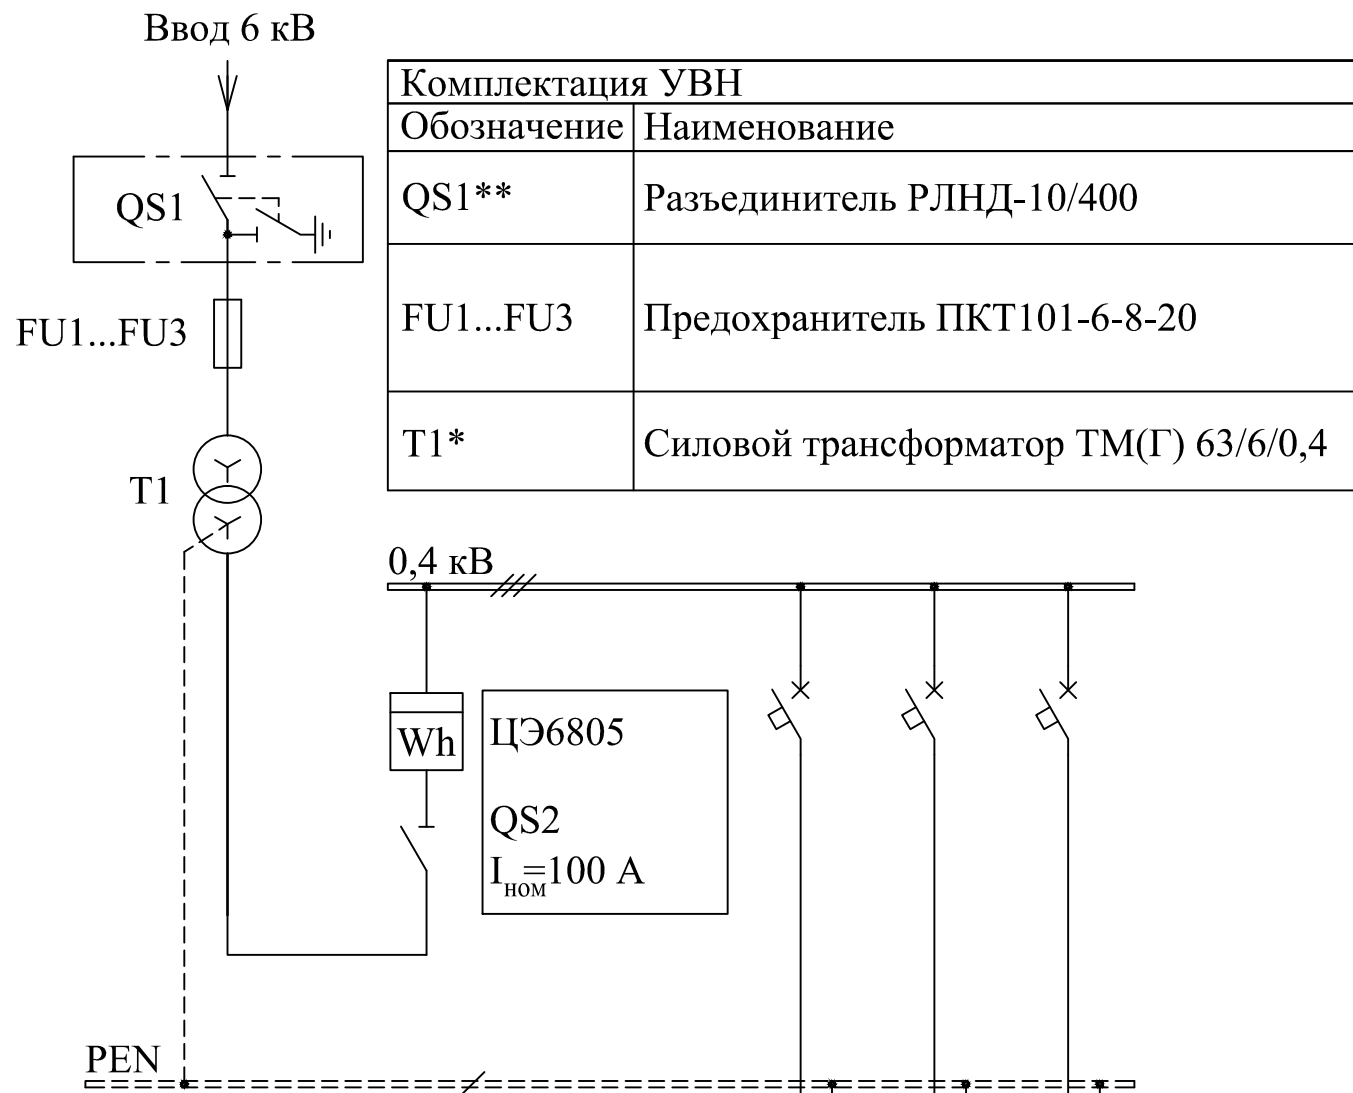 Ввод 6 кВ
Комплектация УВН
Обозначение Наименование
QS1** Разъединитель РЛНД-10/400
QS1
FU1...FU3 Предохранитель ПКТ101-6-8-20
FU1...FU3
T1* Силовой трансформатор ТМ(Г) 63/6/0,4
T1
0,4 кВ
Wh
ЦЭ6805
QS2
Iном=100 А
PEN